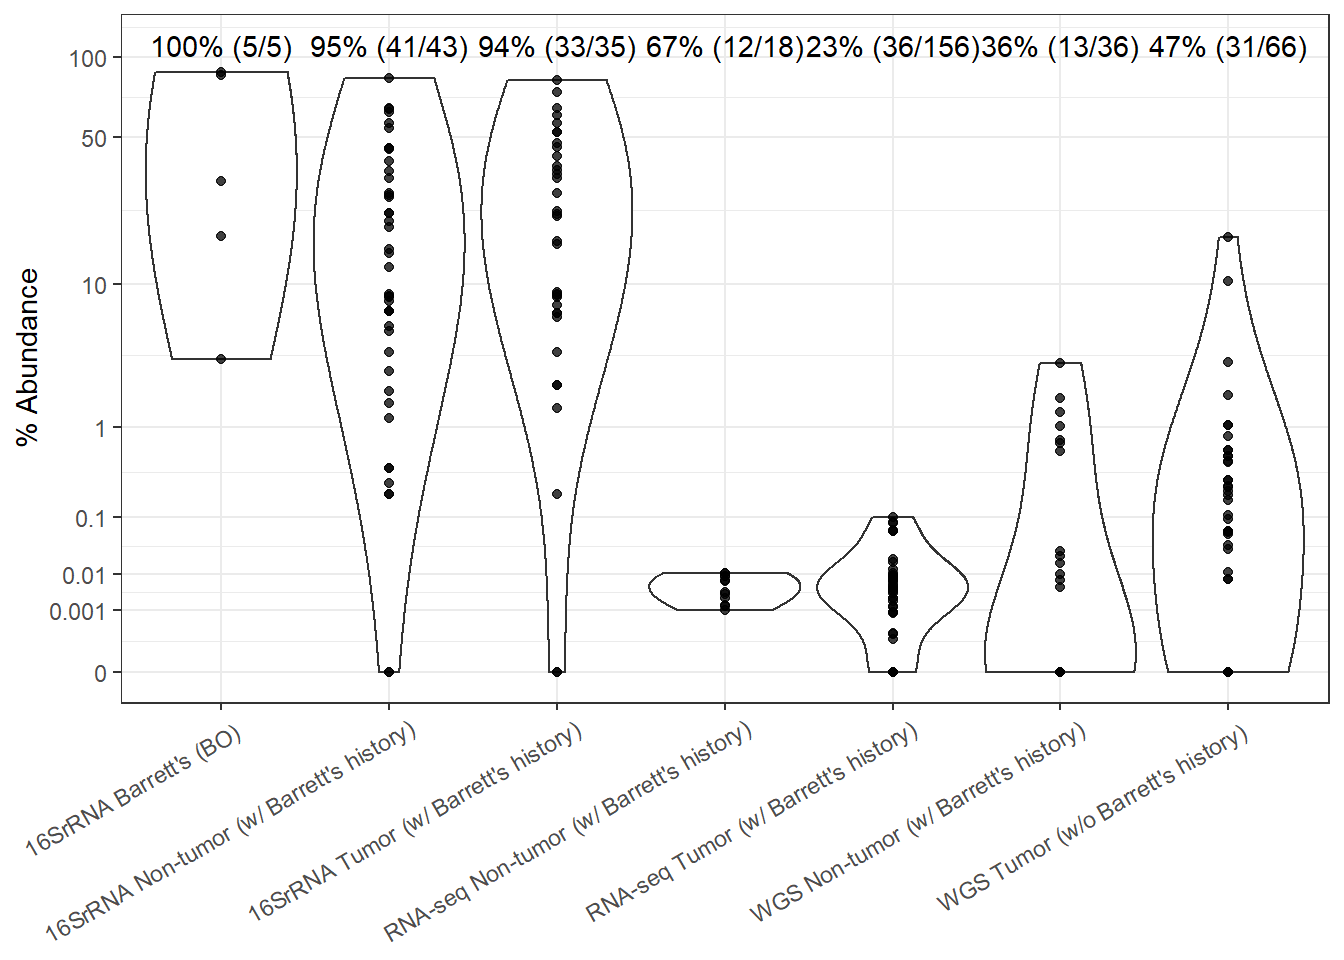 100% (5/5) 95% (41/43) 94% (33/35) 67% (12/18) 23% (36/156) 36% (13/36) 47% (31/66)
% Abundance
100
50
10
1
0.1
0.01
0.001
0
16SrRNA Barrett's (BO)
16SrRNA Non-tumor (w/ Barrett's history)
16SrRNA Tumor (w/ Barrett's history)
RNA-seq Non-tumor (w/ Barrett's history)
RNA-seq Tumor (w/ Barrett's history)
WGS Non-tumor (w/ Barrett's history)
WGS Tumor (w/o Barrett's history)